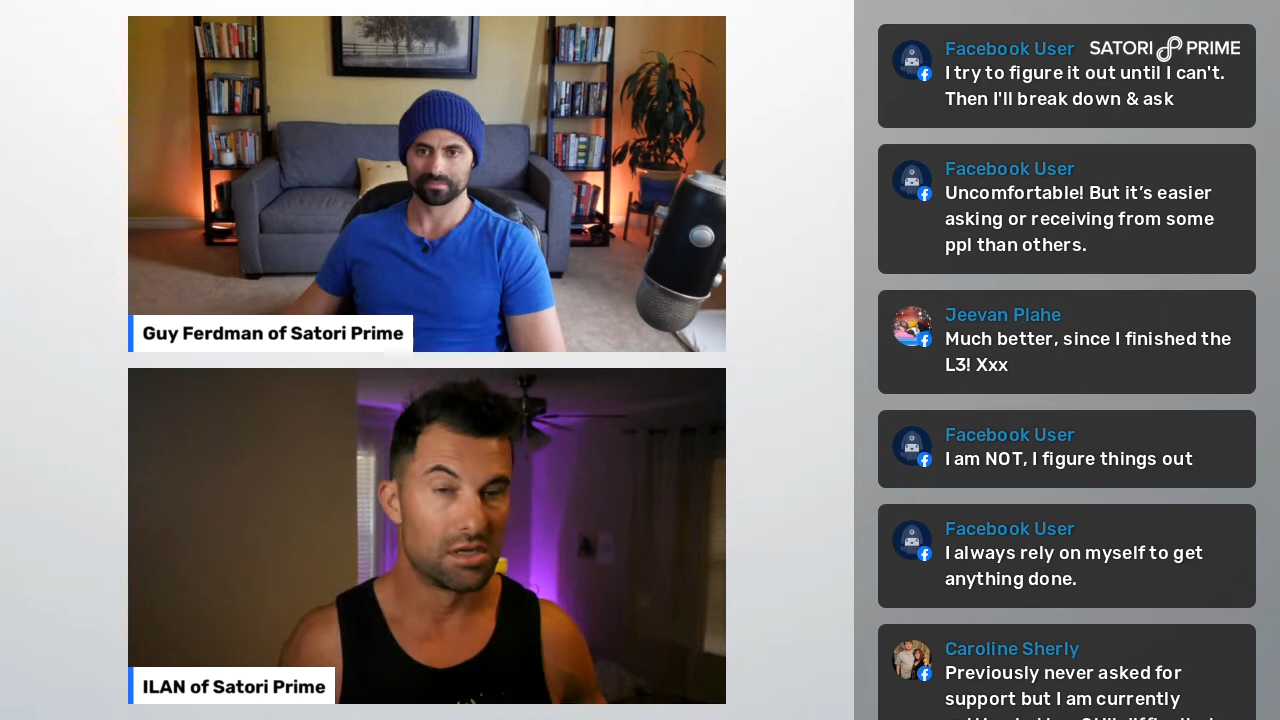 Guy Ferdman of Satori Prime
ILAN of Satori Prime
SATORI PRIME
Facebook User
I try to figure it out until I can't.
Then I'll break down & ask
Facebook User
Uncomfortable! But it’s easier
asking or receiving from some
ppl than others.
Jeevan Plahe
Much better, since I finished the
L3! Xxx
Facebook User
I am NOT, I figure things out
Facebook User
I always rely on myself to get
anything done.
Caroline Sherly
Previously never asked for
support but I am currently